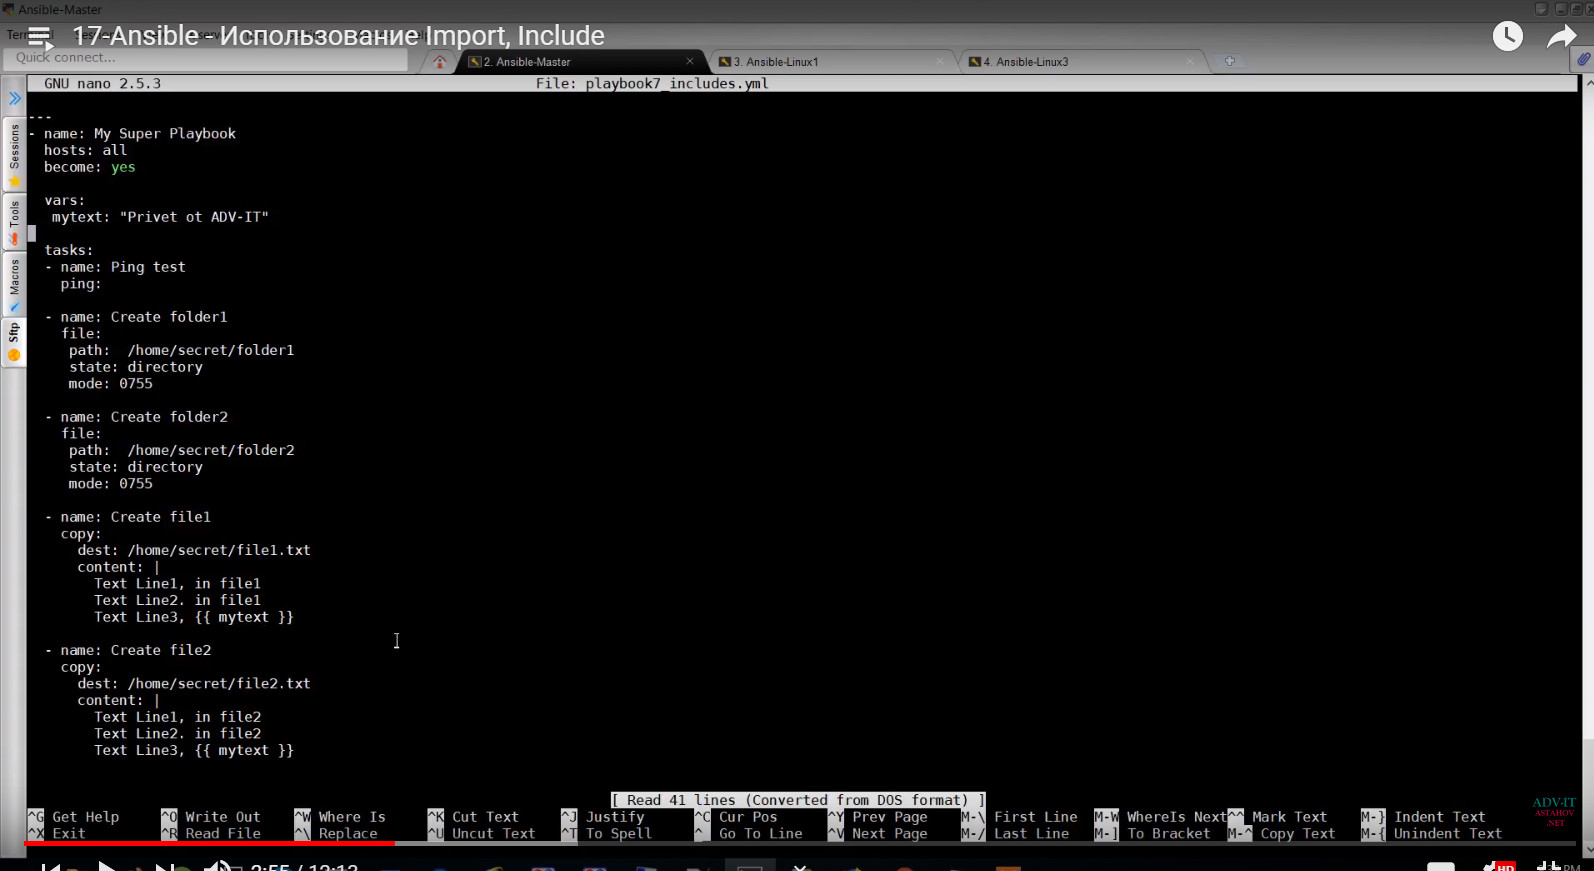 Ansible-Master
17-Ansible - Использование Import, Include
Quick connect...
2. Ansible-Master
3. Ansible-Linux1
4. Ansible-Linux3
GNU nano 2.5.3 File: playbook7_includes.yml
Sessions
Tools
Macros
Sftp
---
- name: My Super Playbook
hosts: all
become: yes
vars:
mytext: "Privet ot ADV-IT"
tasks:
- name: Ping test
ping:
- name: Create folder1
file:
path: /home/secret/folder1
state: directory
mode: 0755
- name: Create folder2
file:
path: /home/secret/folder2
state: directory
mode: 0755
- name: Create file1
copy:
dest: /home/secret/file1.txt
content: |
Text Line1, in file1
Text Line2. in file1
Text Line3, {{ mytext }}
- name: Create file2
copy:
dest: /home/secret/file2.txt
content: |
Text Line1, in file2
Text Line2. in file2
Text Line3, {{ mytext }}
[ Read 41 lines (Converted from DOS format) ]
^G Get Help ^O Write Out ^W Where Is ^K Cut Text ^J Justify ^C Cur Pos ^Y Prev Page M-\ First Line M-W WhereIs Next ^^ Mark Text M-} Indent Text
^X Exit ^R Read File ^\ Replace ^U Uncut Text ^T To Spell ^_ Go To Line ^V Next Page M-/ Last Line M-] To Bracket M-^ Copy Text M-{ Unindent Text
ADV-IT
ASTAHOV
.NET
2:55 / 12:13
HD